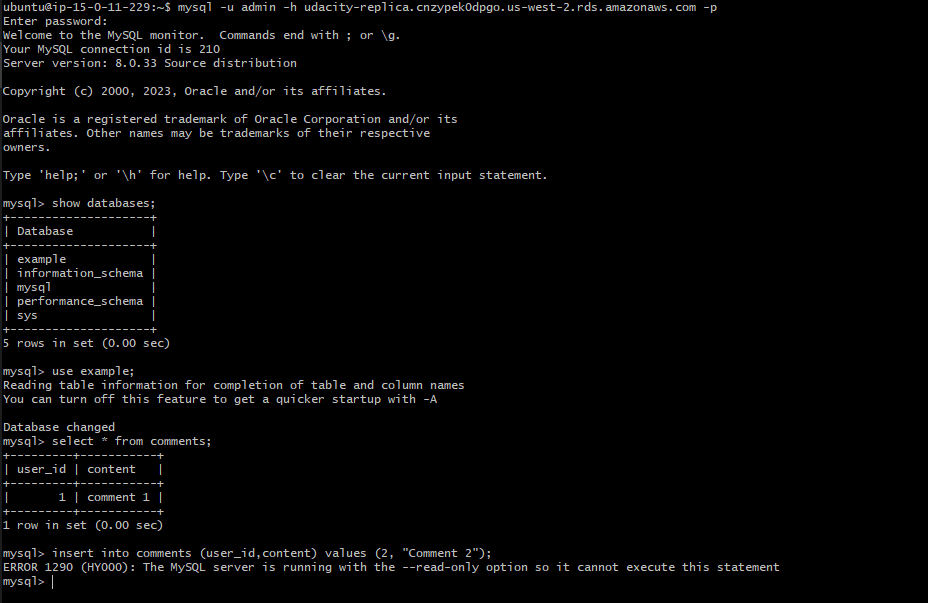 ubuntu@ip-15-0-11-229:~$ mysql -u admin -h udacity-replica.cnzypek0dpgo.us-west-2.rds.amazonaws.com -p
Enter password:
Welcome to the MySQL monitor.  Commands end with ; or \g.
Your MySQL connection id is 210
Server version: 8.0.33 Source distribution

Copyright (c) 2000, 2023, Oracle and/or its affiliates.

Oracle is a registered trademark of Oracle Corporation and/or its
affiliates. Other names may be trademarks of their respective
owners.

Type 'help;' or '\h' for help. Type '\c' to clear the current input statement.

mysql> show databases;
+--------------------+
| Database           |
+--------------------+
| example            |
| information_schema |
| mysql              |
| performance_schema |
| sys                |
+--------------------+
5 rows in set (0.00 sec)

mysql> use example;
Reading table information for completion of table and column names
You can turn off this feature to get a quicker startup with -A

Database changed
mysql> select * from comments;
+---------+-----------+
| user_id | content   |
+---------+-----------+
|       1 | comment 1 |
+---------+-----------+
1 row in set (0.00 sec)

mysql> insert into comments (user_id,content) values (2, "Comment 2");
ERROR 1290 (HY000): The MySQL server is running with the --read-only option so it cannot execute this statement
mysql>